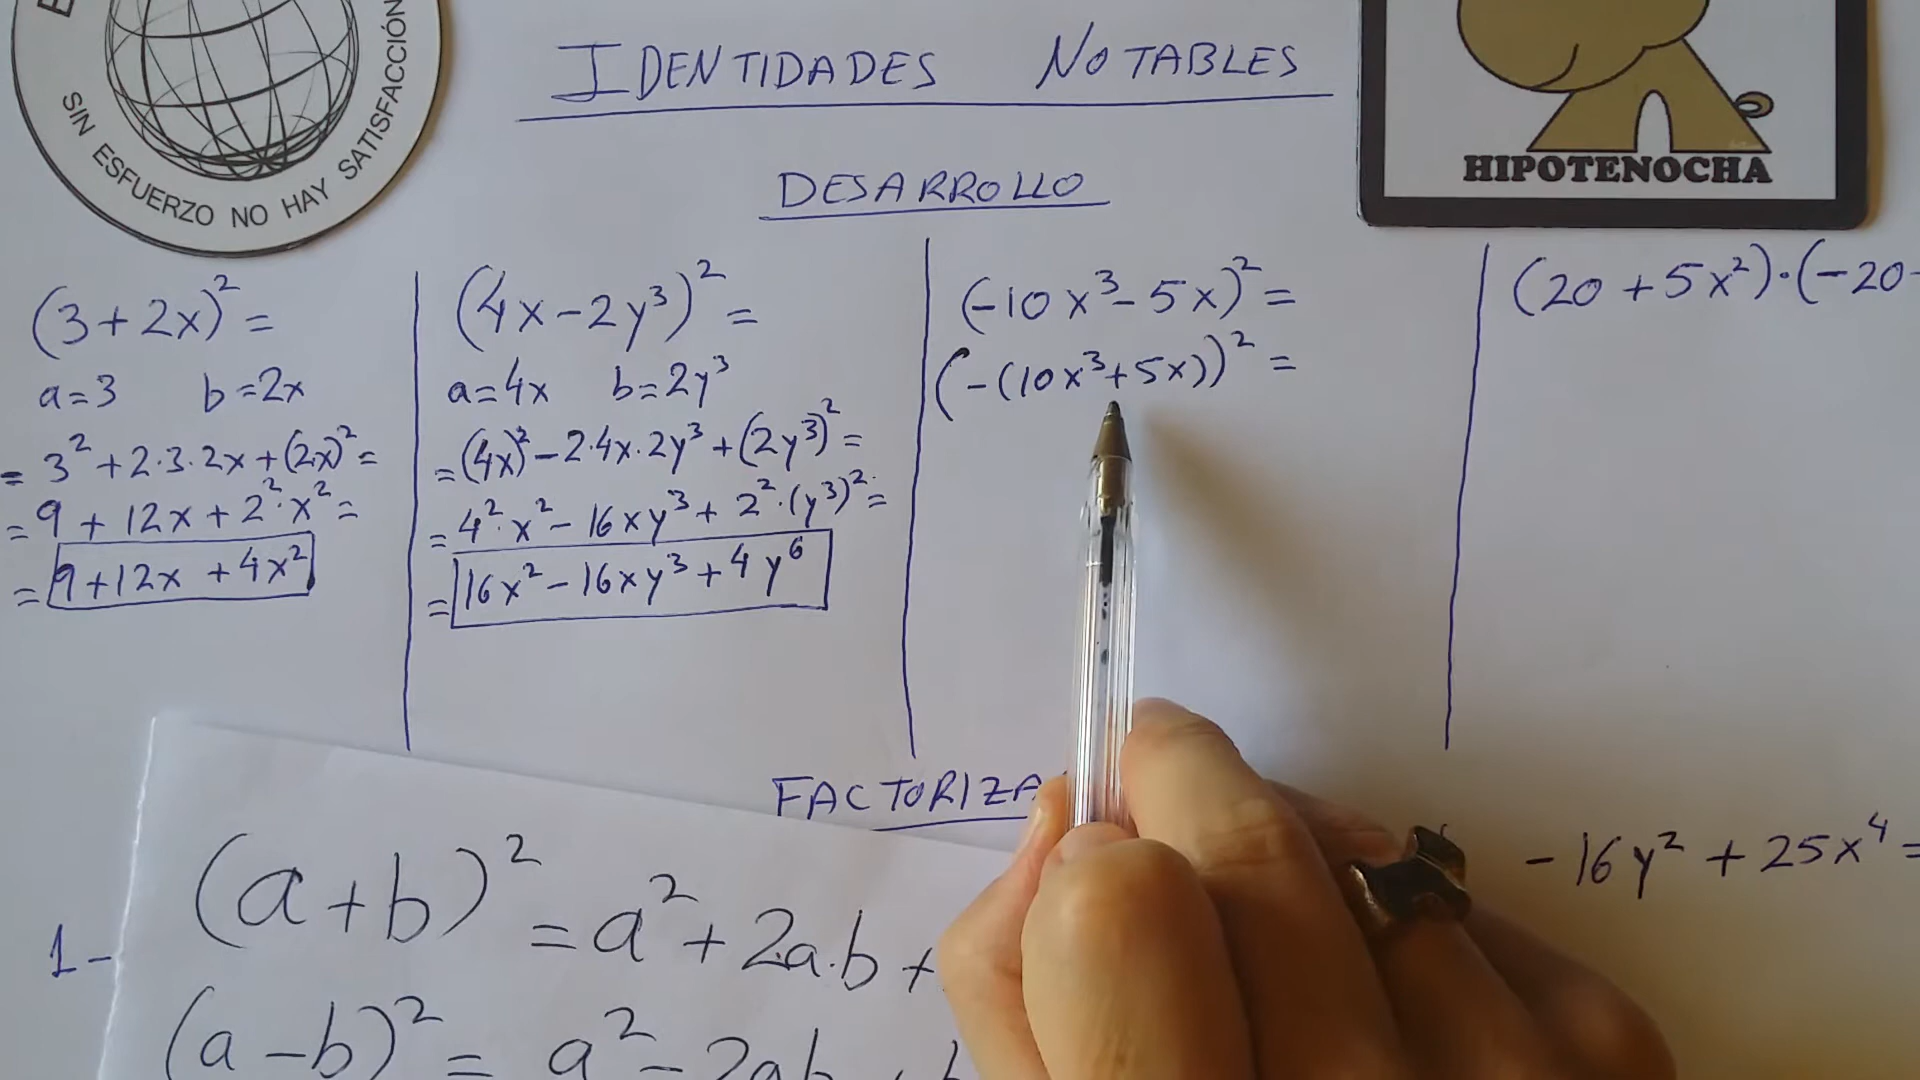 SIN ESFUERZO NO HAY SATISFACCIÓN
IDENTIDADES NOTABLES
HIPOTENOCHA
DESARROLLO
(3+2x)² =
a=3 b=2x
= 3²+2·3·2x+(2x)² =
= 9+12x+2²·x² =
= 9+12x+4x²
(4x-2y³)² =
a=4x b=2y³
= (4x)²-2·4x·2y³+(2y³)² =
= 4²·x²-16xy³+2²·(y³)² =
= 16x²-16xy³+4y⁶
(-10x³-5x)² =
(-(10x³+5x))² =
(20+5x²)·(-20-
FACTORIZA
-16y²+25x⁴ =
1-
(a+b)² = a²+2a·b+
(a-b)² = a²-2ab